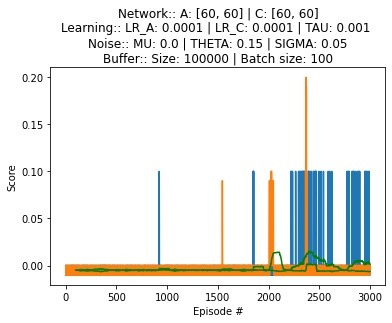 Network:: A: [60, 60] | C: [60, 60]
Learning:: LR_A: 0.0001 | LR_C: 0.0001 | TAU: 0.001
Noise:: MU: 0.0 | THETA: 0.15 | SIGMA: 0.05
Buffer:: Size: 100000 | Batch size: 100
0.20
0.15
0.10
0.05
0.00
Score
0 500 1000 1500 2000 2500 3000
Episode #